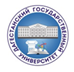 ДАГЕСТАНСКИЙ ГОСУДАРСТВЕННЫЙ
УНИВЕРСИТЕТ